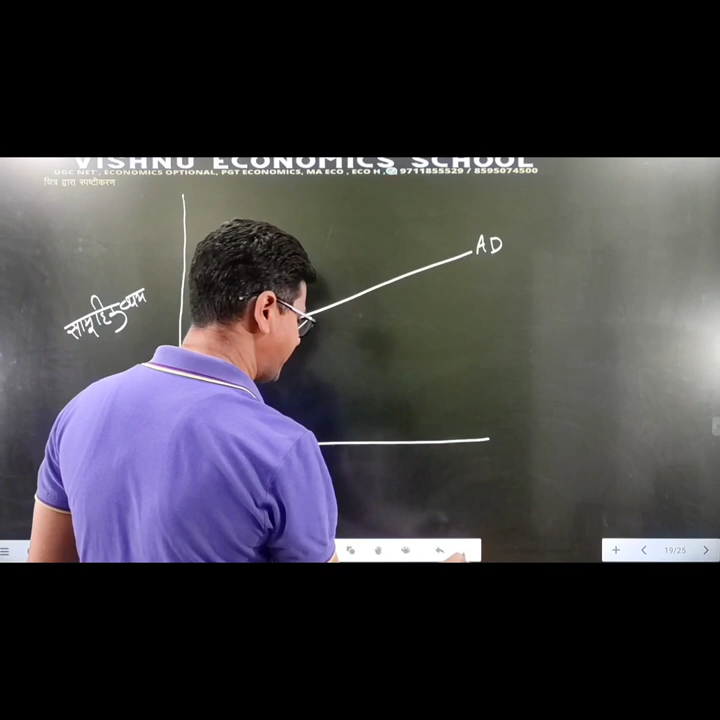 VISHNU ECONOMICS SCHOOL
UGC NET , ECONOMICS OPTIONAL, PGT ECONOMICS, MA ECO , ECO H , 9711855529 / 8595074500
चित्र द्वारा स्पष्टीकरण
AD
सामूहिक व्यय
19/25